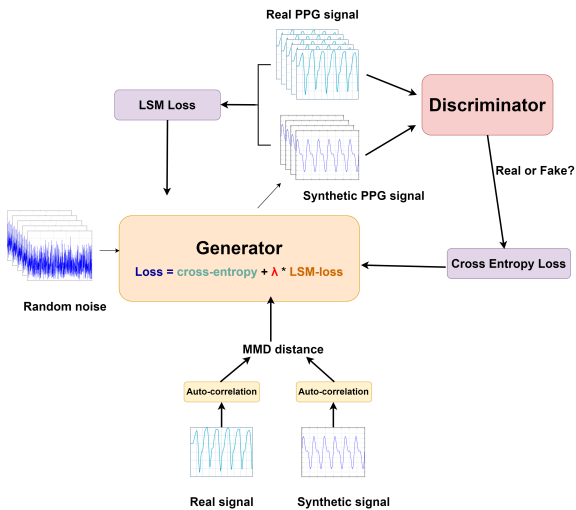 Real PPG signal
LSM Loss
Discriminator
Real or Fake?
Synthetic PPG signal
Generator
Loss = cross-entropy + λ * LSM-loss
Cross Entropy Loss
Random noise
MMD distance
Auto-correlation
Auto-correlation
Real signal
Synthetic signal